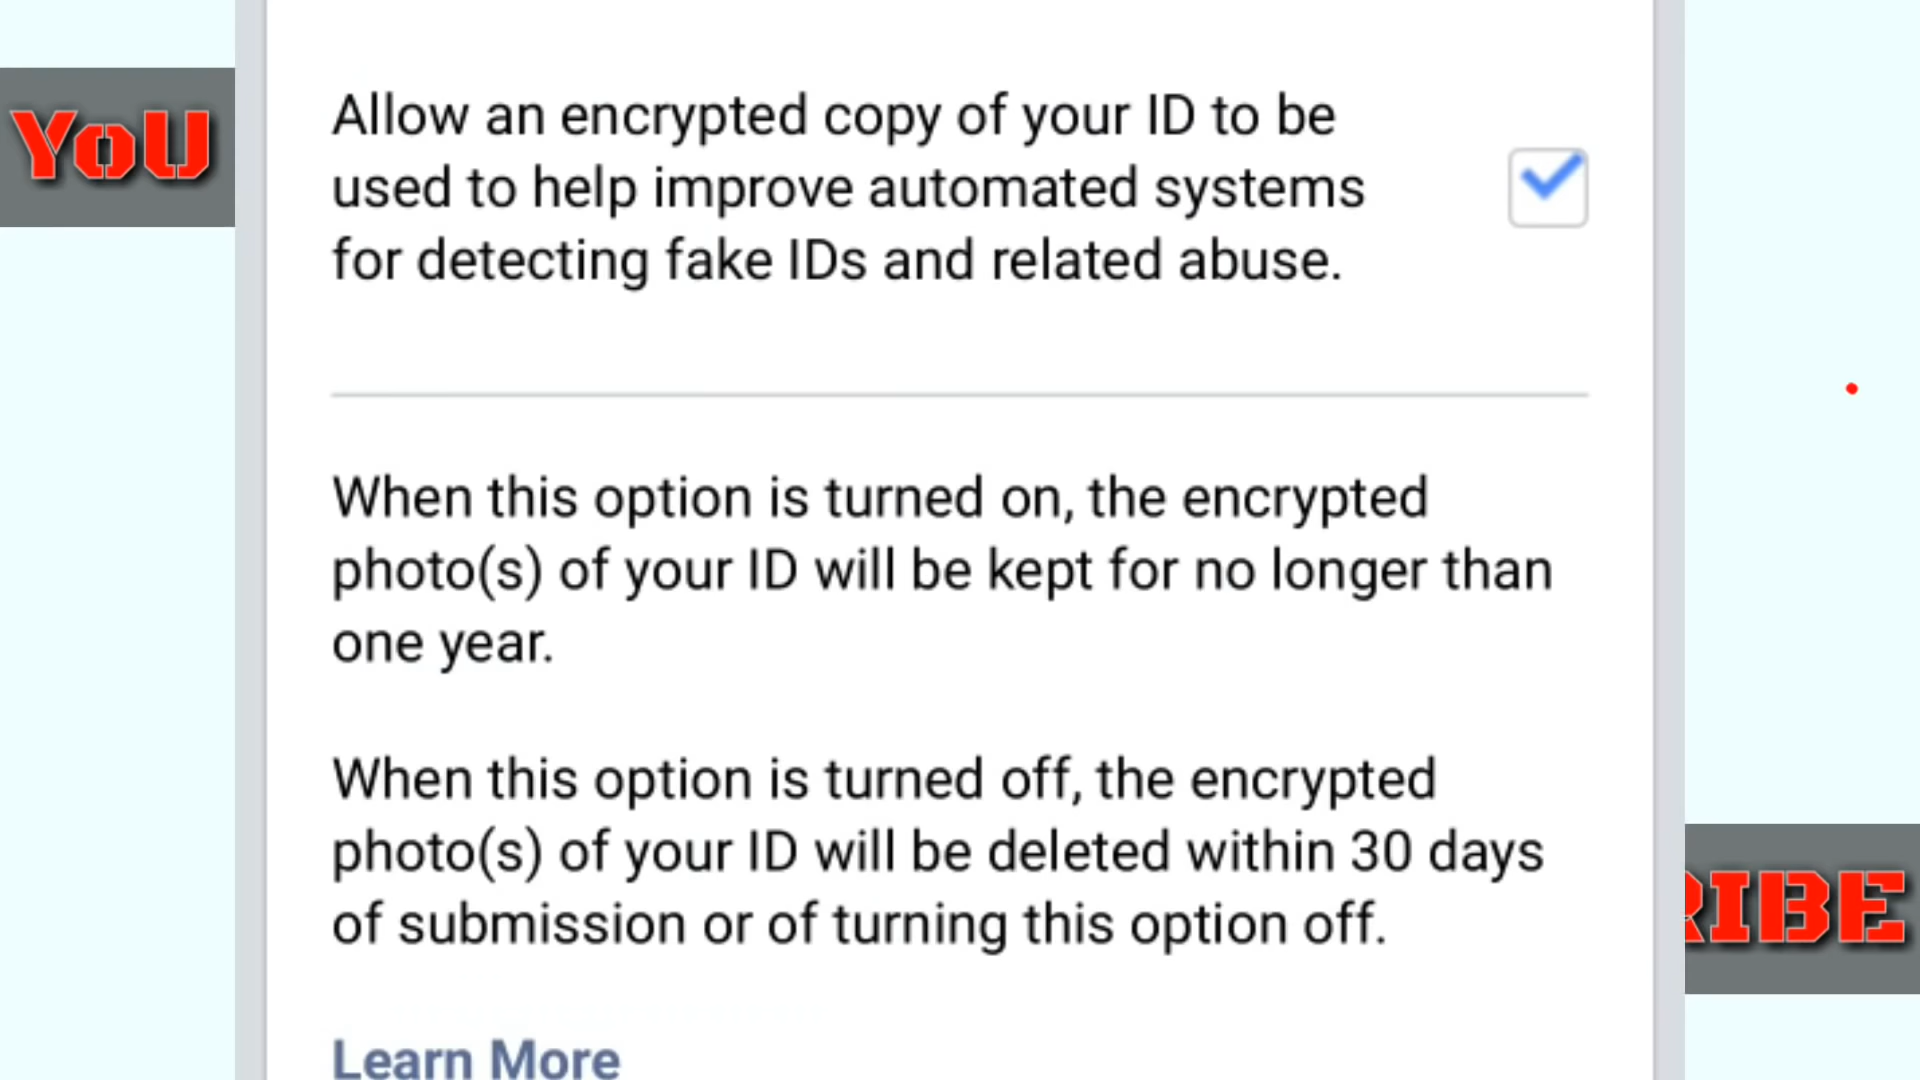 YoU
Allow an encrypted copy of your ID to be
used to help improve automated systems
for detecting fake IDs and related abuse.
When this option is turned on, the encrypted
photo(s) of your ID will be kept for no longer than
one year.
When this option is turned off, the encrypted
photo(s) of your ID will be deleted within 30 days
of submission or of turning this option off.
RIBE
Learn More